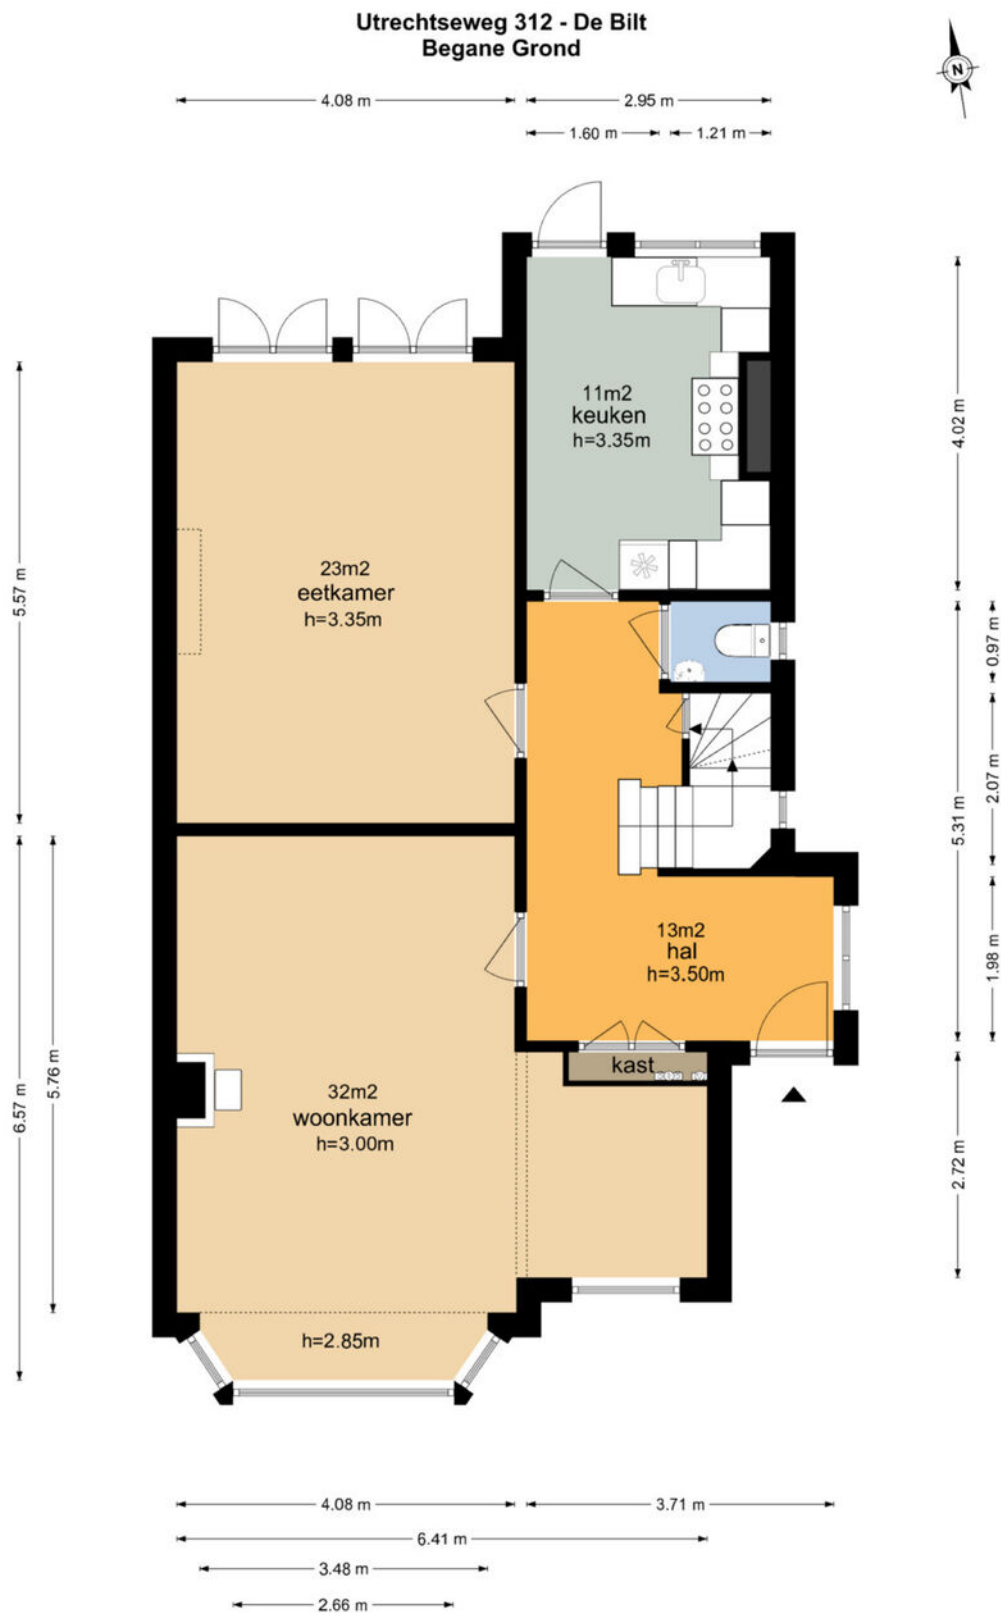 Utrechtseweg 312 - De Bilt
Begane Grond
N
4.08 m
2.95 m
1.60 m
1.21 m
11m2
keuken
h=3.35m
4.02 m
23m2
eetkamer
h=3.35m
5.57 m
0.97 m
2.07 m
5.31 m
1.98 m
13m2
hal
h=3.50m
kast
32m2
woonkamer
h=3.00m
5.76 m
6.57 m
2.72 m
h=2.85m
4.08 m
3.71 m
6.41 m
3.48 m
2.66 m